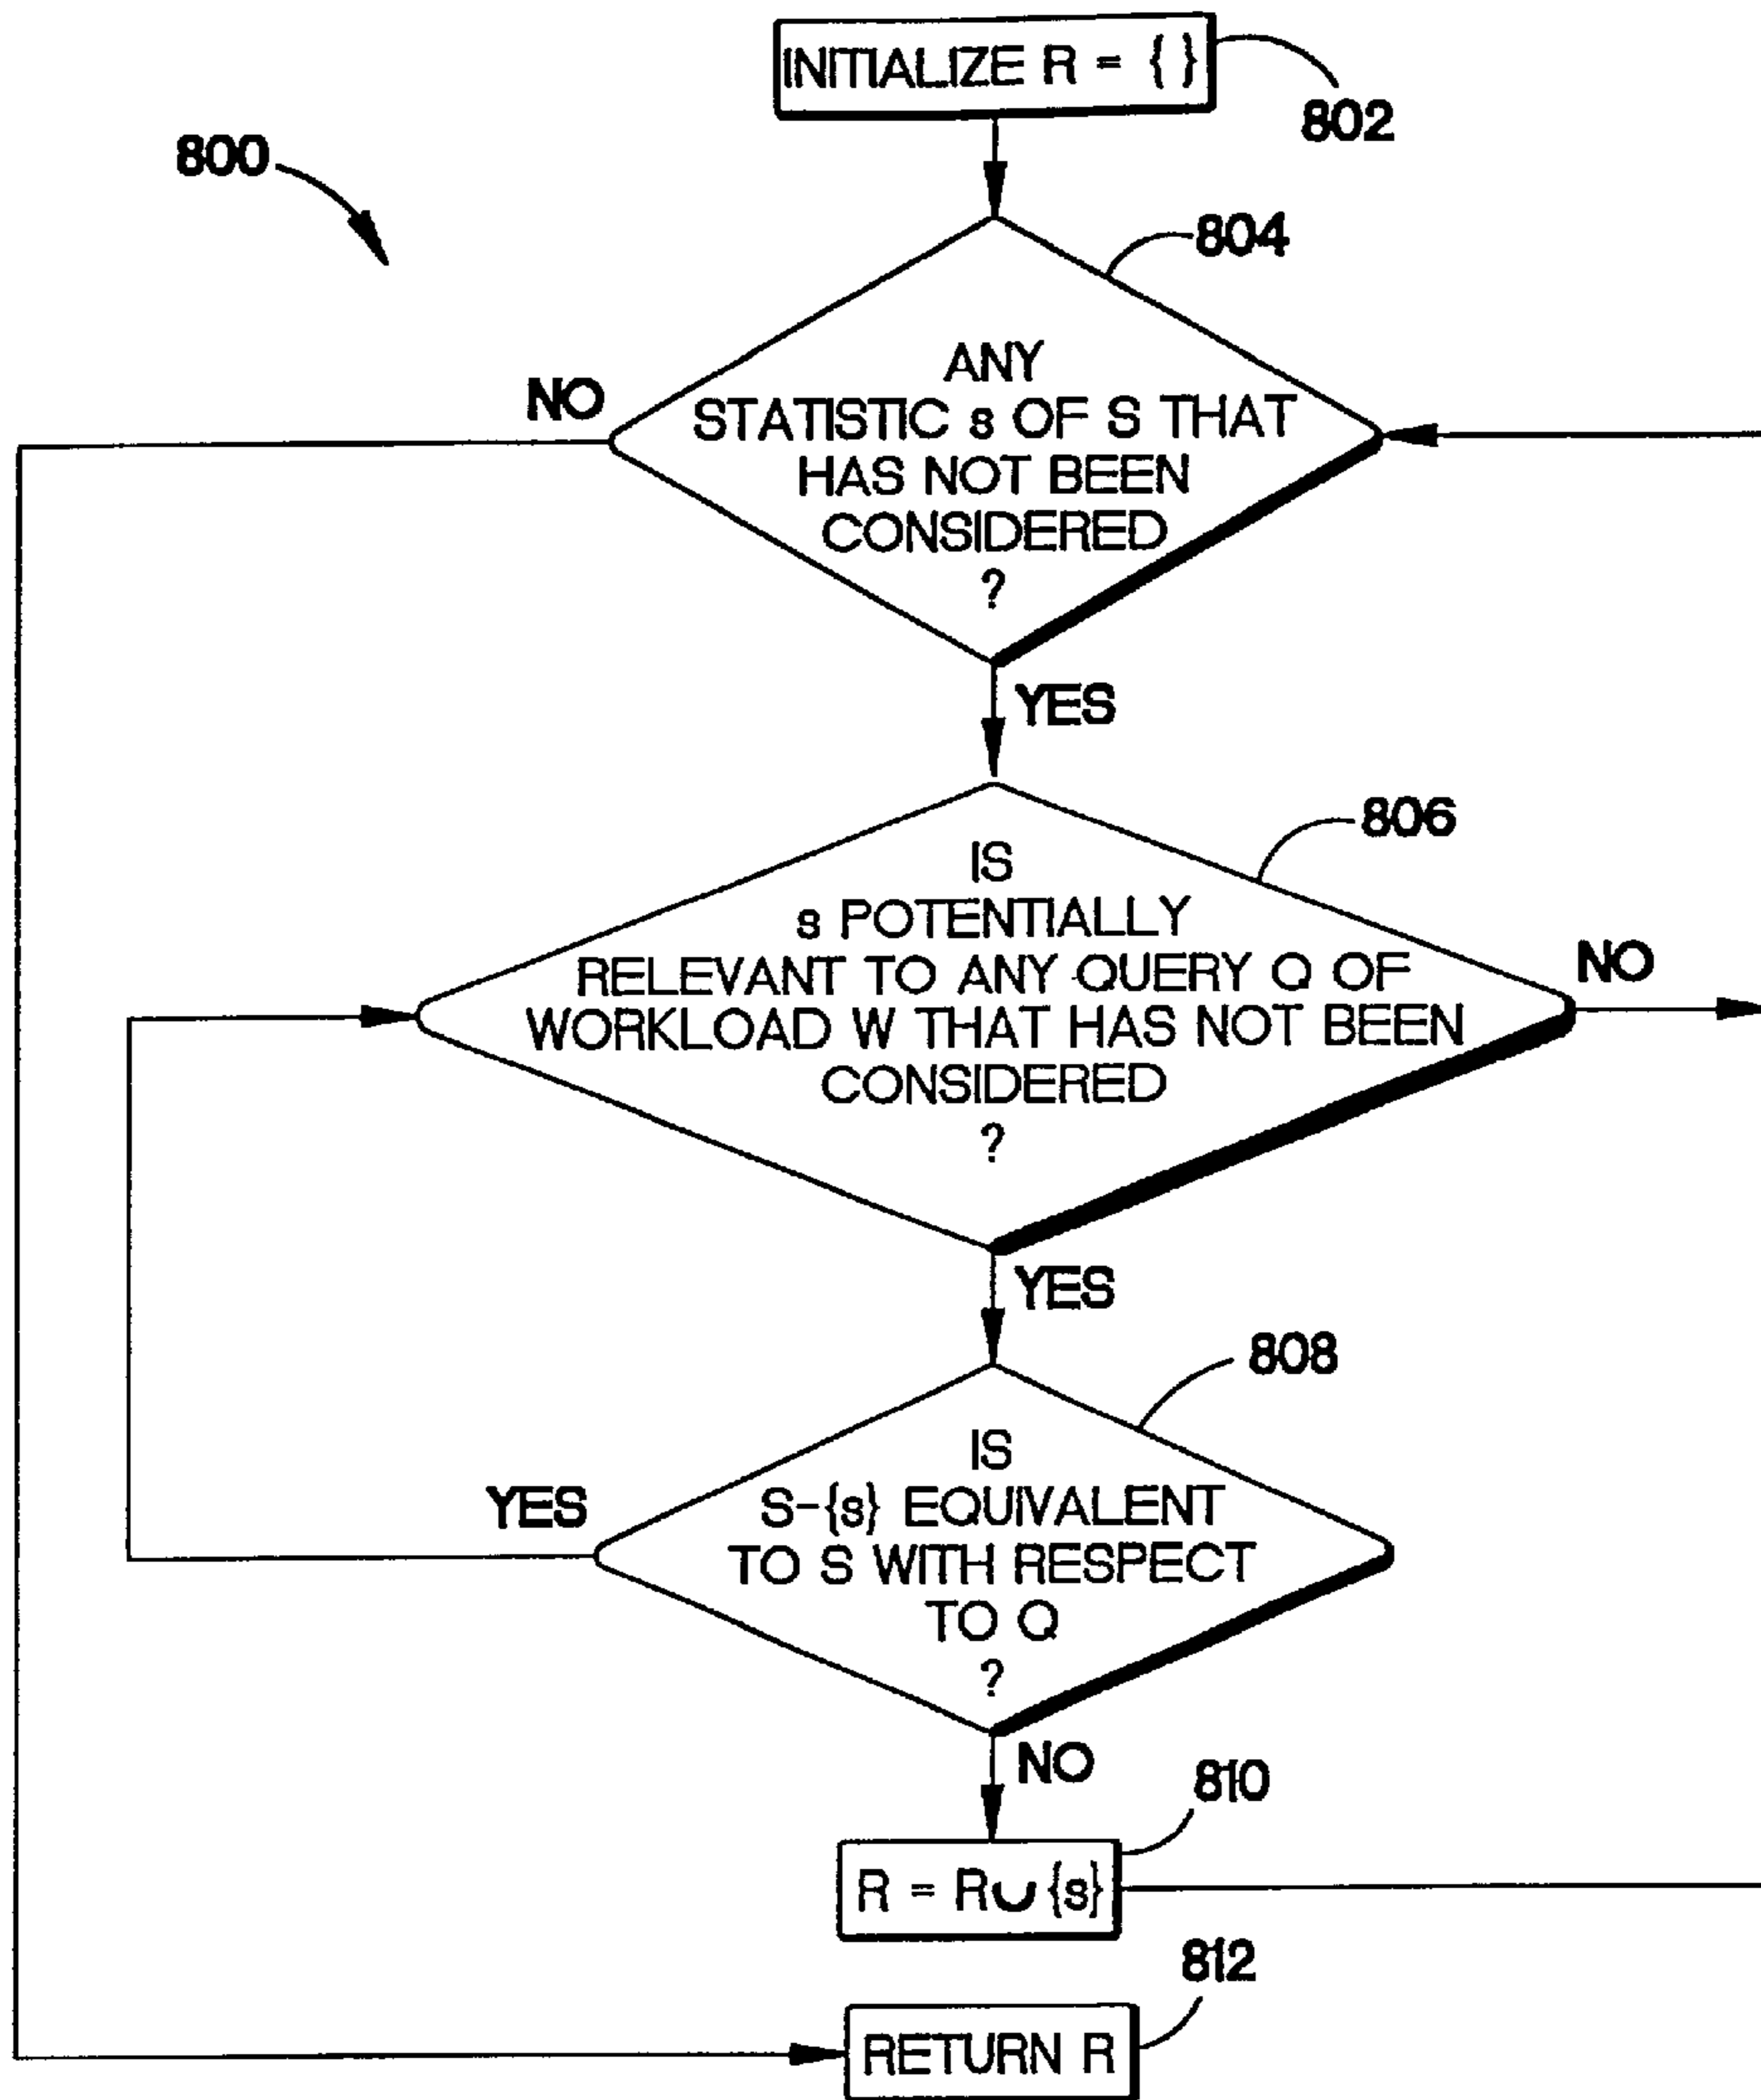 INITIALIZE R = { }
802
800
804
ANY
STATISTIC s OF S THAT
HAS NOT BEEN
CONSIDERED
?
NO
YES
806
IS
s POTENTIALLY
RELEVANT TO ANY QUERY Q OF
WORKLOAD W THAT HAS NOT BEEN
CONSIDERED
?
NO
YES
808
IS
S-{s} EQUIVALENT
TO S WITH RESPECT
TO Q
?
YES
NO
810
R = R∪{s}
812
RETURN R